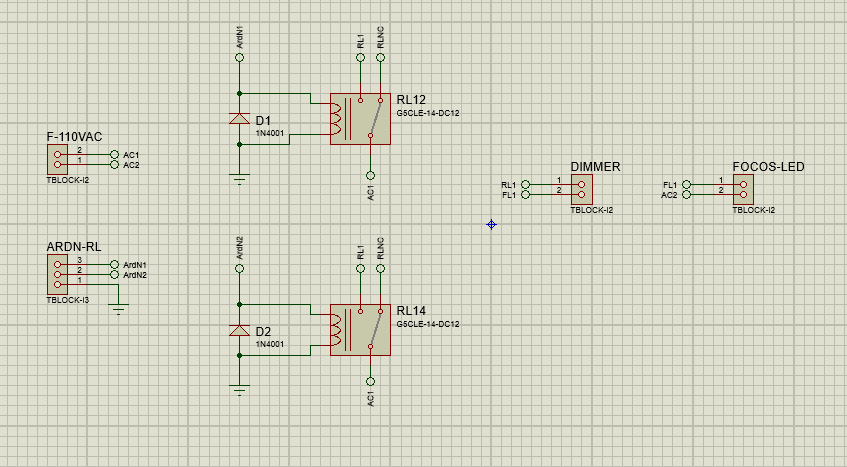 ArdN1
RL1
RLNC
RL12
G5CLE-14-DC12
D1
1N4001
AC1
F-110VAC
2
AC1
1
AC2
TBLOCK-I2
DIMMER
RL1
1
FL1
2
TBLOCK-I2
FOCOS-LED
FL1
1
AC2
2
TBLOCK-I2
ARDN-RL
3
ArdN1
2
ArdN2
1
TBLOCK-I3
ArdN2
RL1
RLNC
RL14
G5CLE-14-DC12
D2
1N4001
AC1